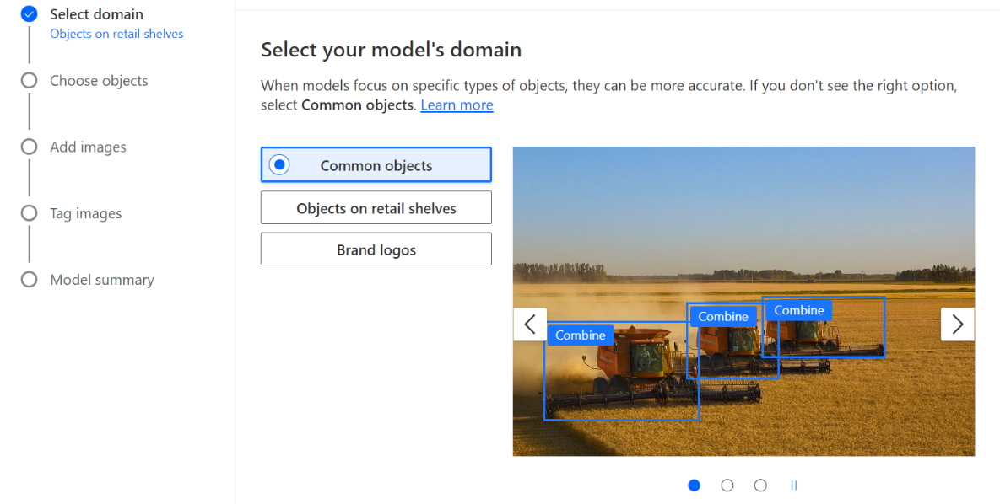 Select domain
Objects on retail shelves
Choose objects
Add images
Tag images
Model summary
Select your model's domain
When models focus on specific types of objects, they can be more accurate. If you don't see the right option,
select Common objects. Learn more
Common objects
Objects on retail shelves
Brand logos
Combine
Combine
Combine